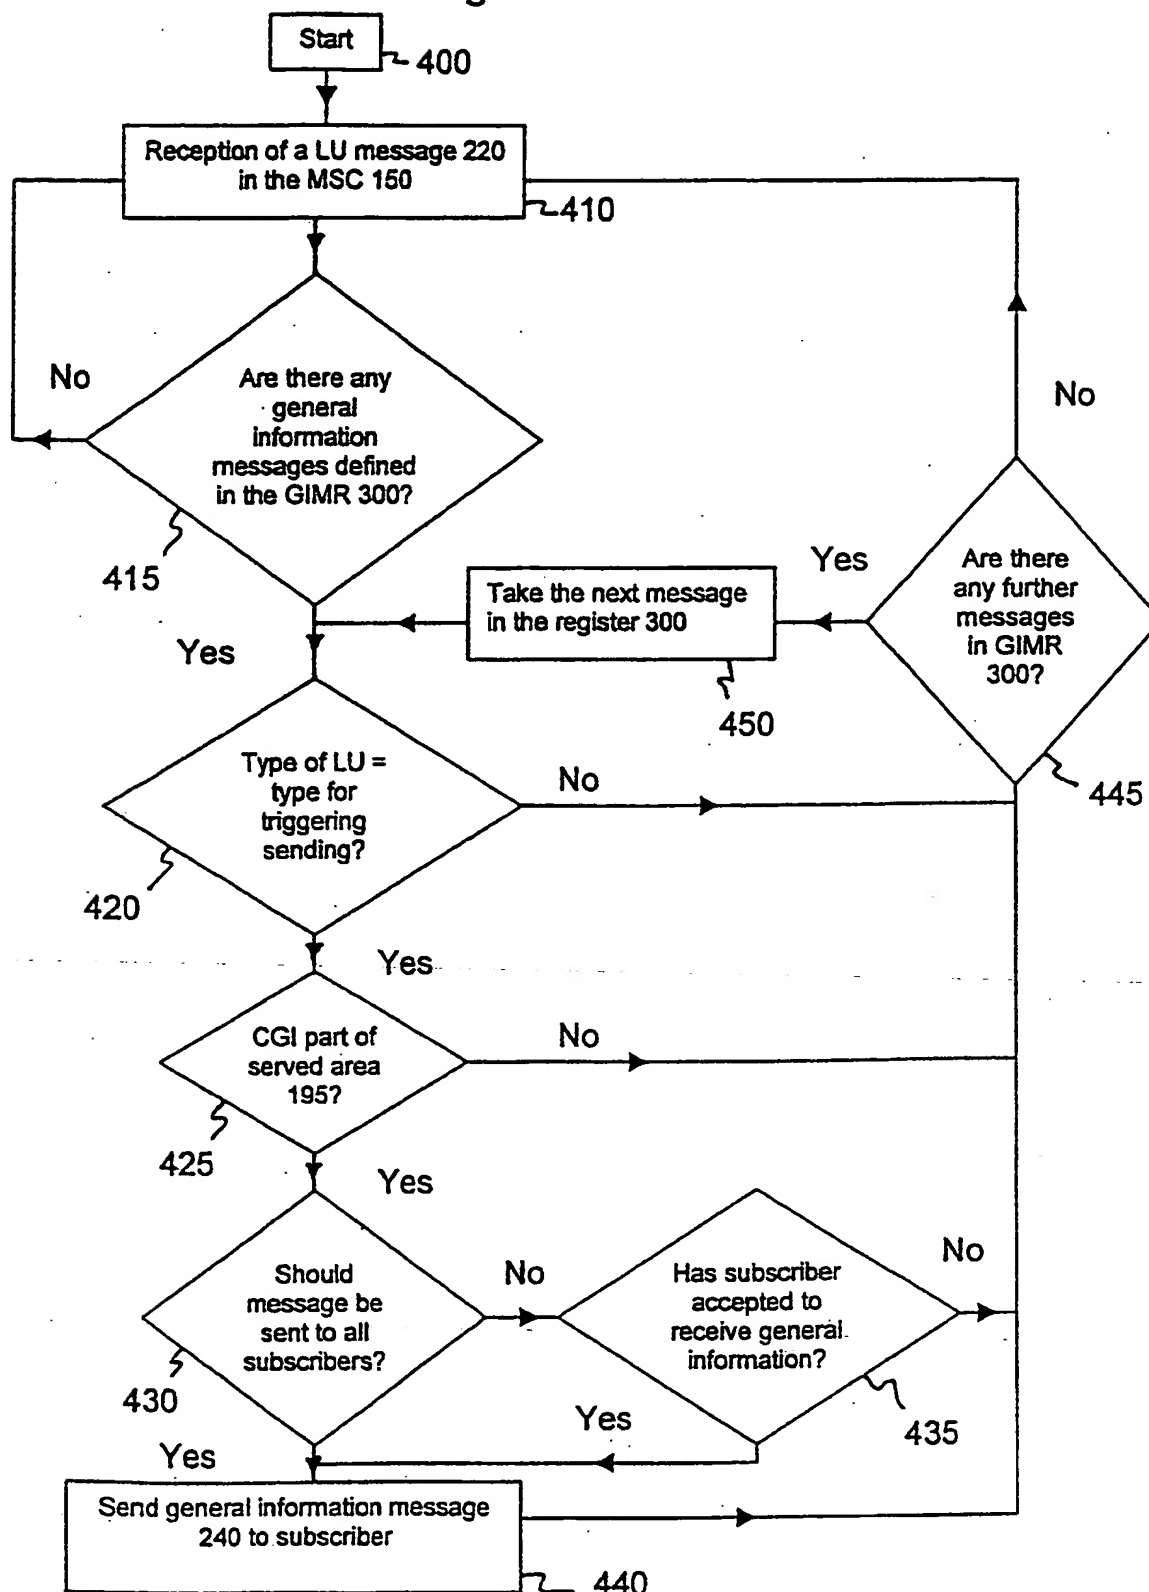 Start
400
Reception of a LU message 220
in the MSC 150
410
No
Are there any
general
information
messages defined
in the GIMR 300?
415
No
Yes
Take the next message
in the register 300
450
Are there
any further
messages
in GIMR
300?
445
Yes
Type of LU =
type for
triggering
sending?
No
420
Yes
CGI part of
served area
195?
No
425
Yes
Should
message be
sent to all
subscribers?
No
430
Has subscriber
accepted to
receive general
information?
No
435
Yes
Yes
Send general information message
240 to subscriber
440